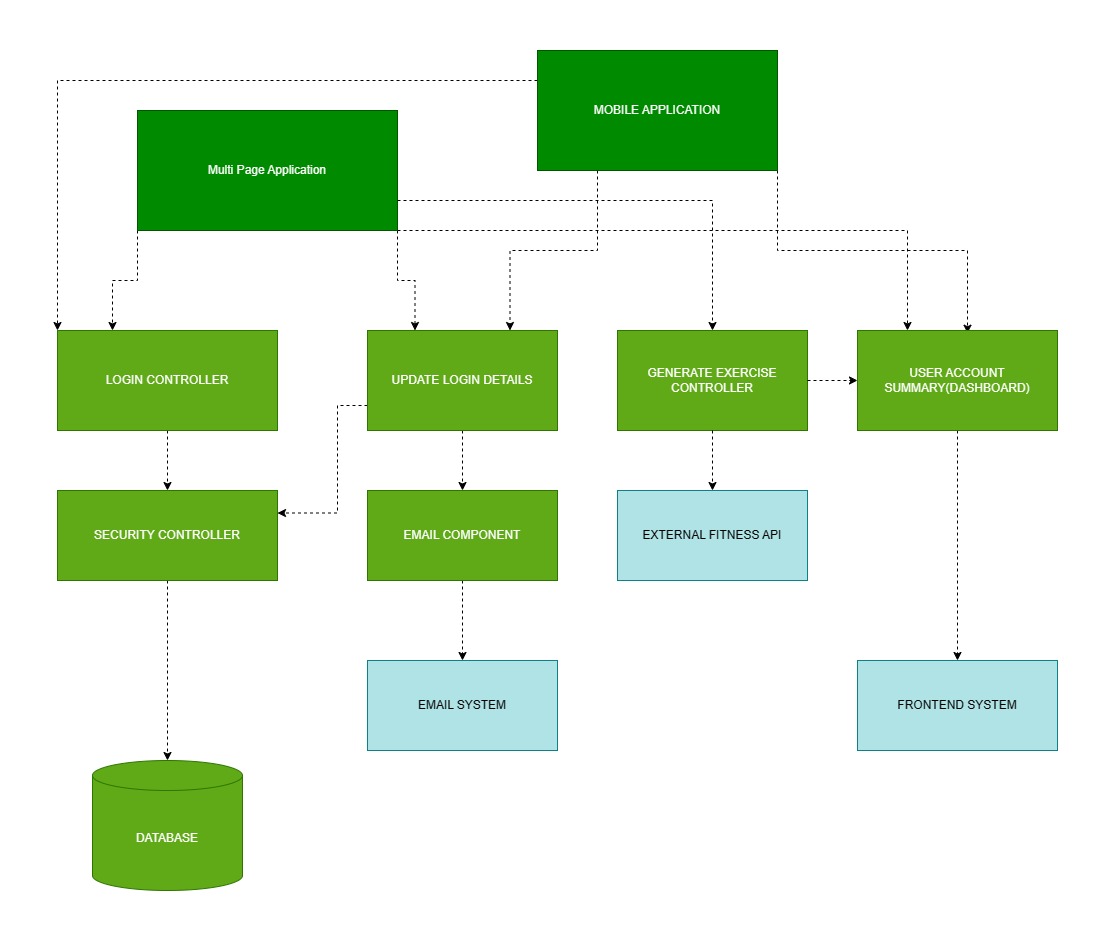 MOBILE APPLICATION
Multi Page Application
LOGIN CONTROLLER
UPDATE LOGIN DETAILS
GENERATE EXERCISE
CONTROLLER
USER ACCOUNT
SUMMARY(DASHBOARD)
SECURITY CONTROLLER
EMAIL COMPONENT
EXTERNAL FITNESS API
EMAIL SYSTEM
FRONTEND SYSTEM
DATABASE